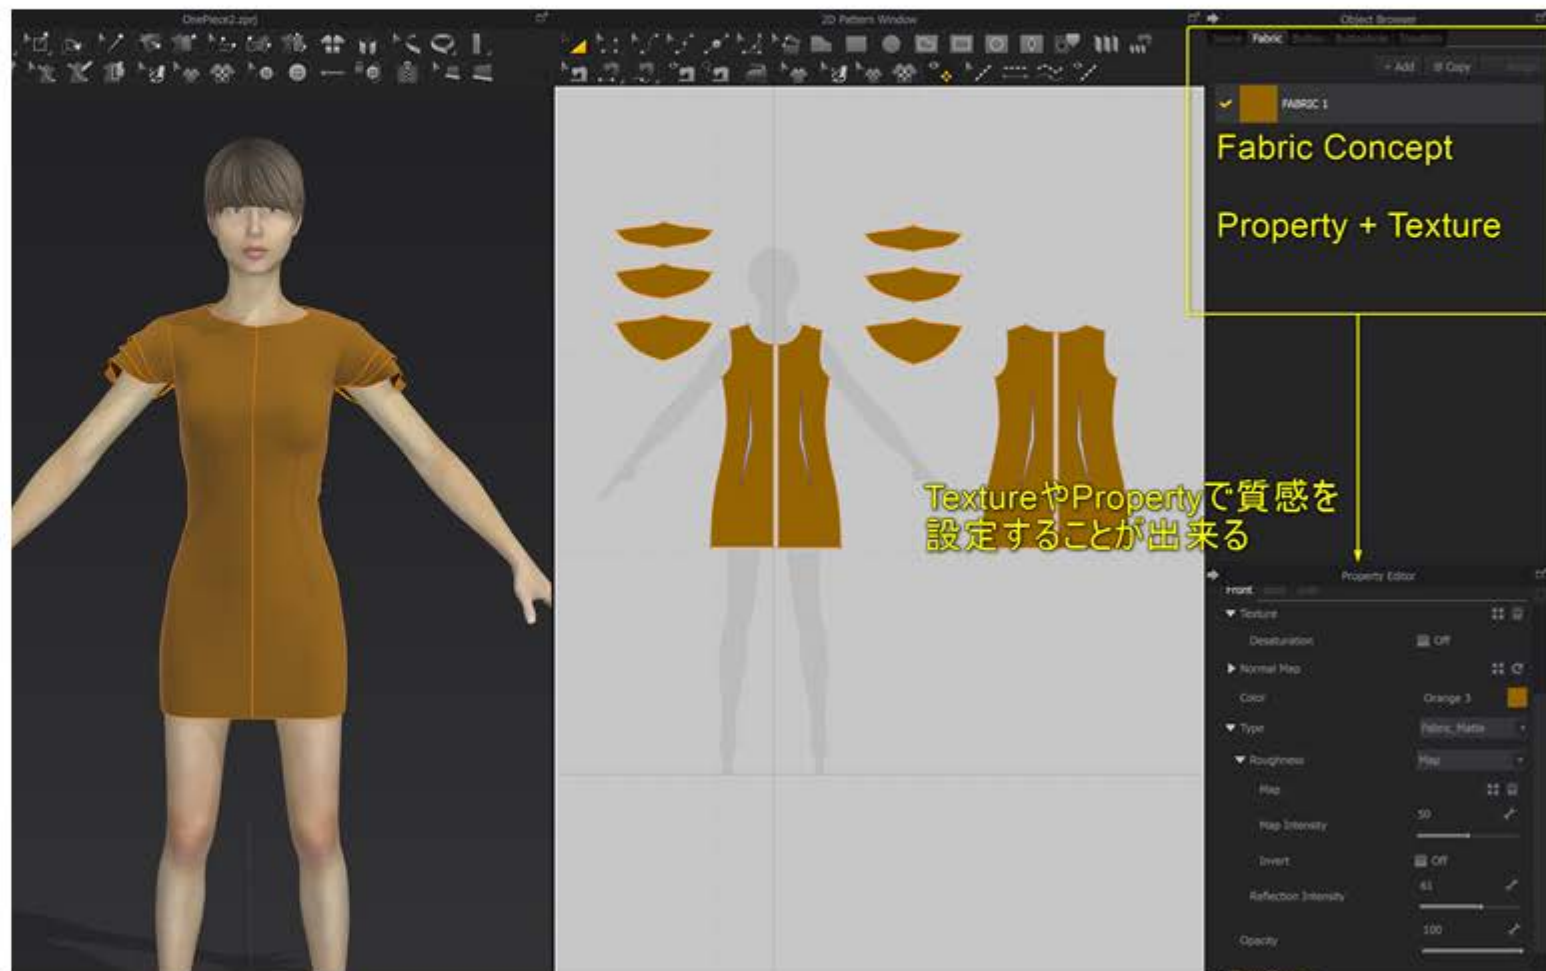 OnePiece2.zprj
2D Pattern Window
Object Browser
Fabric
+ Add
Copy
FABRIC 1
Fabric Concept
Property + Texture
TextureやPropertyで質感を
設定することが出来る
Property Editor
Front
Texture
Desaturation
Off
Normal Map
Color
Orange 3
Type
Fabric_Matte
Roughness
Map
Map
Map Intensity
50
Invert
Off
Reflection Intensity
61
Opacity
100